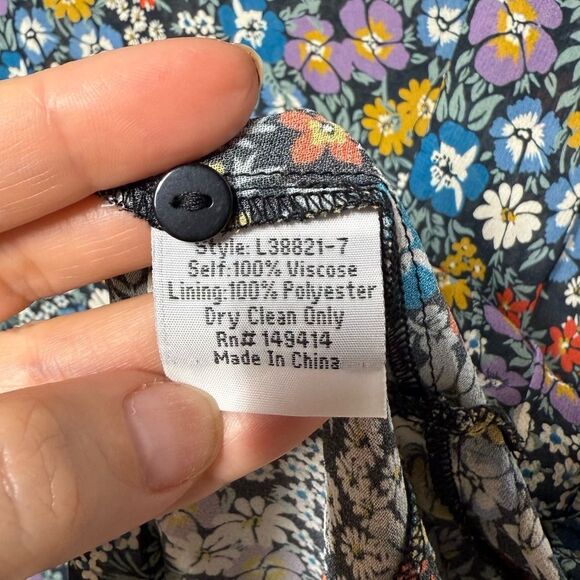 Style: L38821-7
Self:100% Viscose
Lining:100% Polyester
Dry Clean Only
Rn# 149414
Made In China